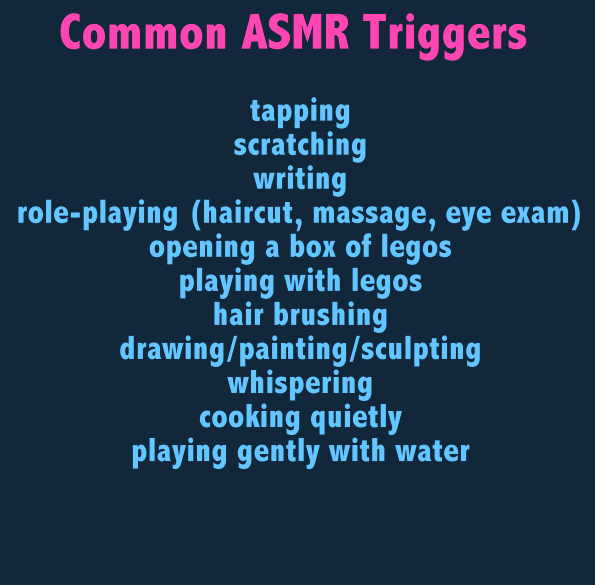 Common ASMR Triggers
tapping
scratching
writing
role-playing (haircut, massage, eye exam)
opening a box of legos
playing with legos
hair brushing
drawing/painting/sculpting
whispering
cooking quietly
playing gently with water